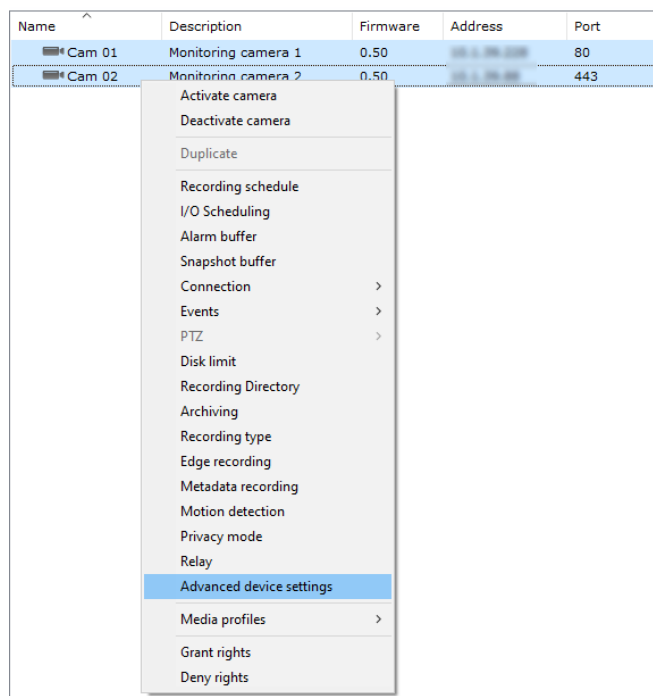 Name Description Firmware Address Port
Cam 01 Monitoring camera 1 0.50 80
Cam 02 Monitoring camera 2 0.50 443
Activate camera
Deactivate camera
Duplicate
Recording schedule
I/O Scheduling
Alarm buffer
Snapshot buffer
Connection
Events
PTZ
Disk limit
Recording Directory
Archiving
Recording type
Edge recording
Metadata recording
Motion detection
Privacy mode
Relay
Advanced device settings
Media profiles
Grant rights
Deny rights